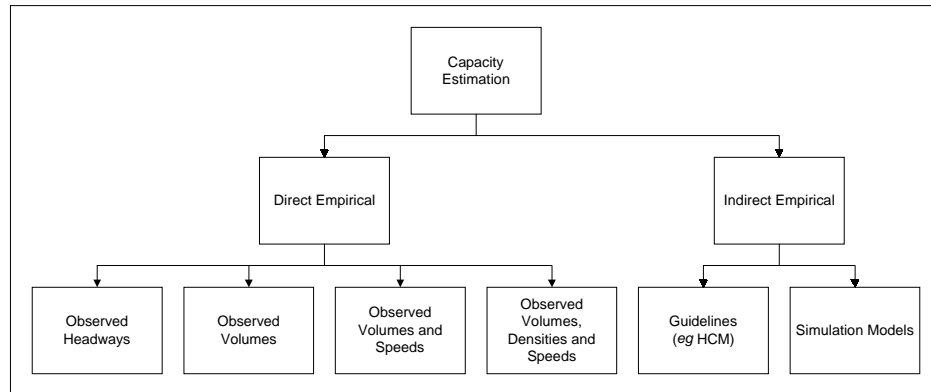 Capacity
Estimation
Direct Empirical
Indirect Empirical
Observed
Headways
Observed
Volumes
Observed
Volumes and
Speeds
Observed
Volumes,
Densities and
Speeds
Guidelines
(eg HCM)
Simulation Models